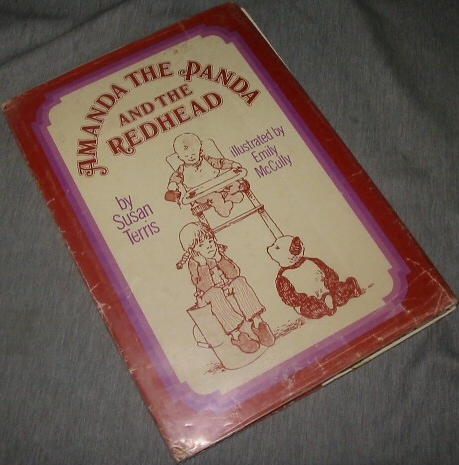 AMANDA THE PANDA
AND THE
REDHEAD
by
Susan
Terris
illustrated by
Emily
McCully